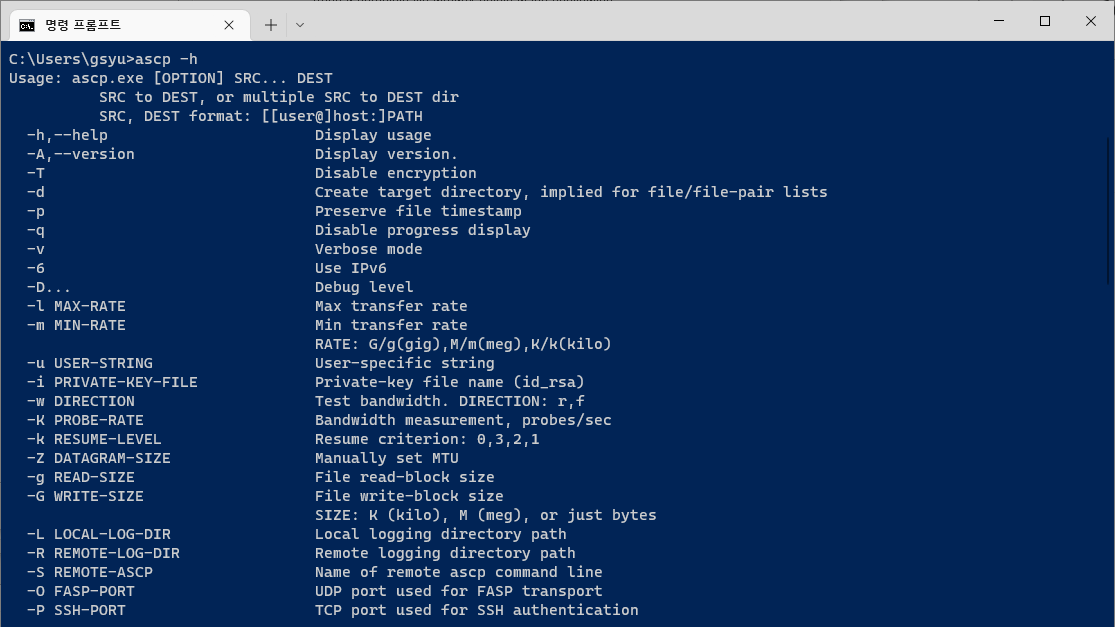 명령 프롬프트
C:\Users\gsyu>ascp -h
Usage: ascp.exe [OPTION] SRC... DEST
SRC to DEST, or multiple SRC to DEST dir
SRC, DEST format: [[user@]host:]PATH
-h,--help Display usage
-A,--version Display version.
-T Disable encryption
-d Create target directory, implied for file/file-pair lists
-p Preserve file timestamp
-q Disable progress display
-v Verbose mode
-6 Use IPv6
-D... Debug level
-l MAX-RATE Max transfer rate
-m MIN-RATE Min transfer rate
RATE: G/g(gig),M/m(meg),K/k(kilo)
-u USER-STRING User-specific string
-i PRIVATE-KEY-FILE Private-key file name (id_rsa)
-w DIRECTION Test bandwidth. DIRECTION: r,f
-K PROBE-RATE Bandwidth measurement, probes/sec
-k RESUME-LEVEL Resume criterion: 0,3,2,1
-Z DATAGRAM-SIZE Manually set MTU
-g READ-SIZE File read-block size
-G WRITE-SIZE File write-block size
SIZE: K (kilo), M (meg), or just bytes
-L LOCAL-LOG-DIR Local logging directory path
-R REMOTE-LOG-DIR Remote logging directory path
-S REMOTE-ASCP Name of remote ascp command line
-O FASP-PORT UDP port used for FASP transport
-P SSH-PORT TCP port used for SSH authentication